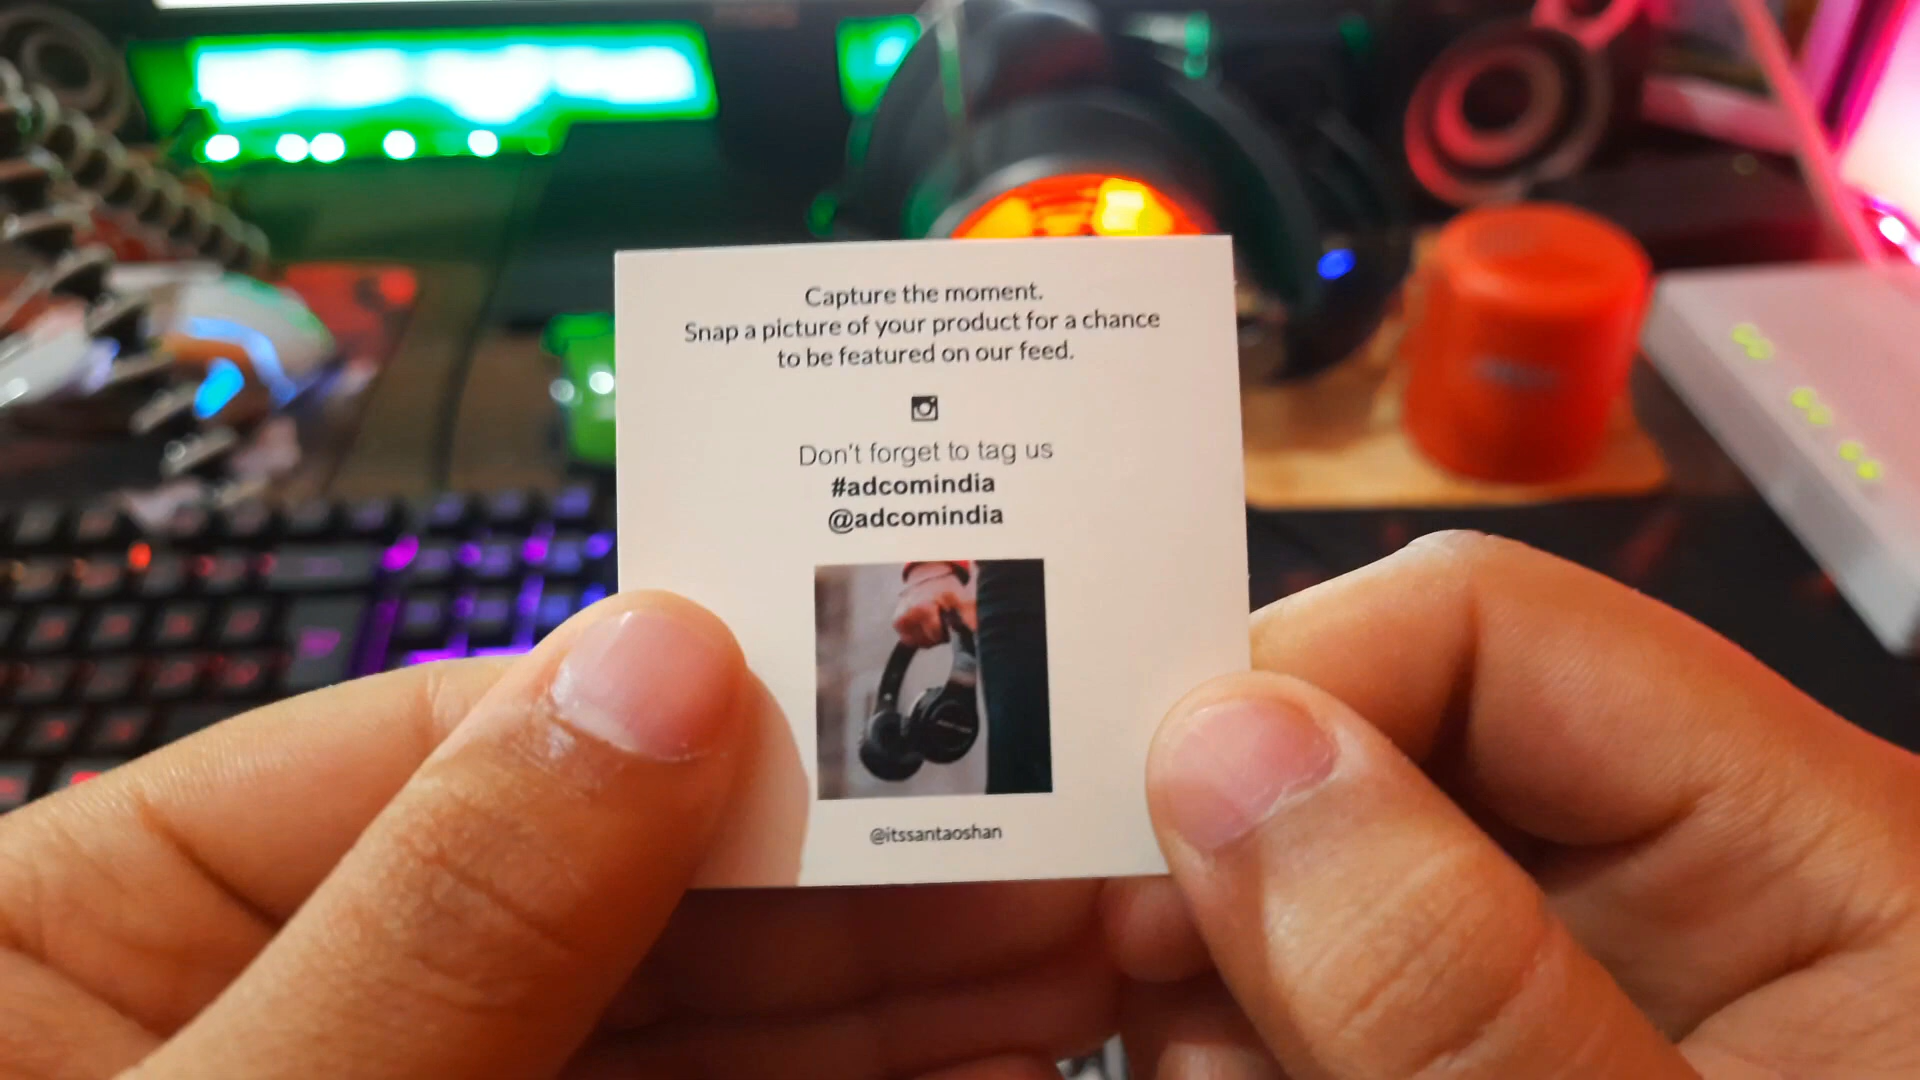 Capture the moment.
Snap a picture of your product for a chance
to be featured on our feed.
Don't forget to tag us
#adcomindia
@adcomindia
@itssantaoshan